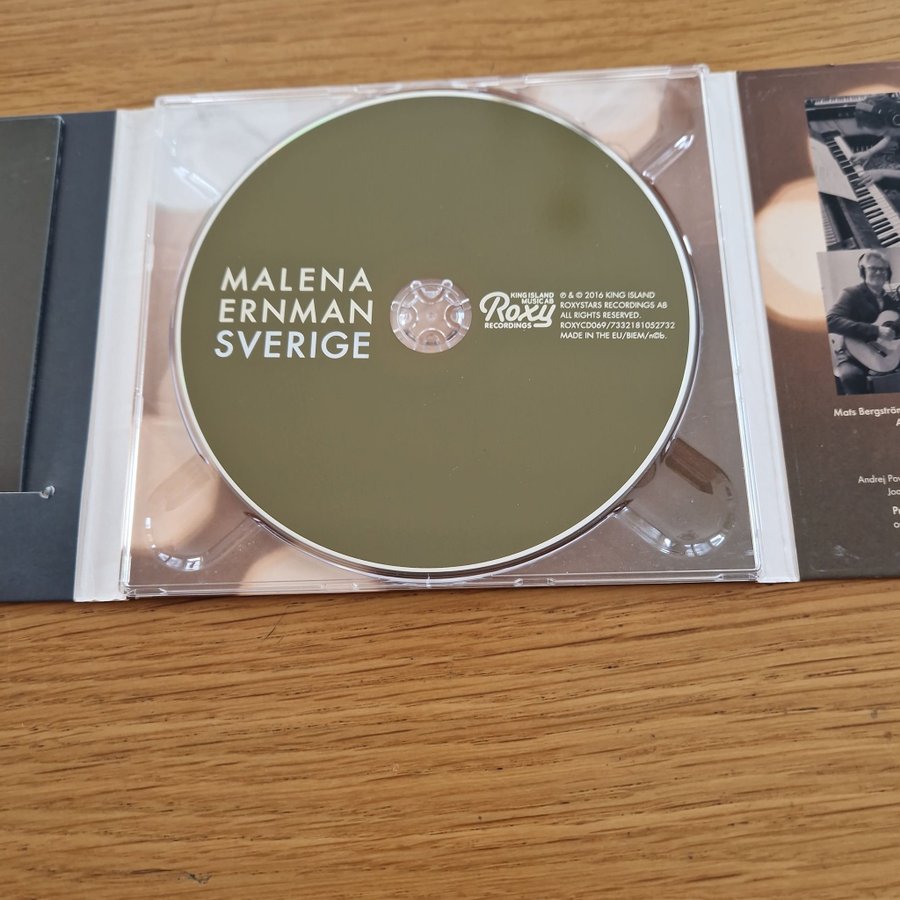 MALENA
ERNMAN
SVERIGE
KING ISLAND
MUSIC AB
Roxy
RECORDINGS
℗ & © 2016 KING ISLAND
ROXYSTARS RECORDINGS AB
ALL RIGHTS RESERVED.
ROXYCD069/7332181052732
MADE IN THE EU/BIEM/n©b.
Mats Bergström
Andrej